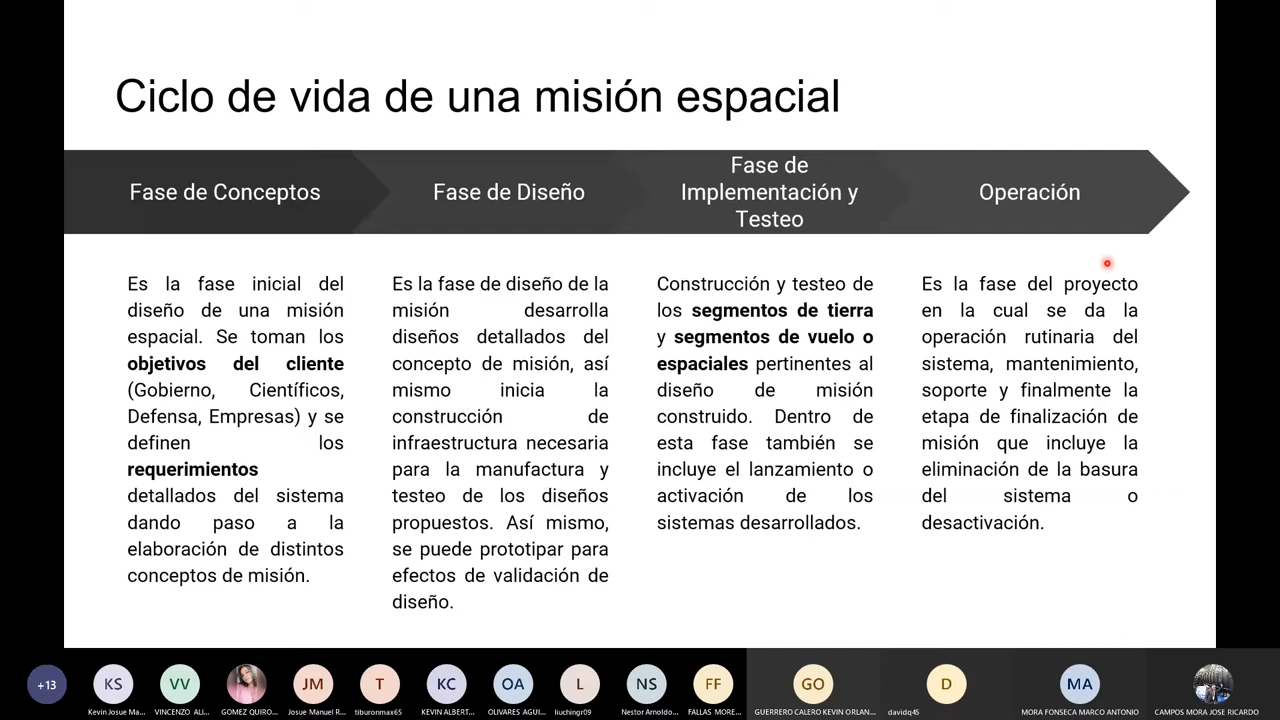 Ciclo de vida de una misión espacial
Fase de Conceptos
Fase de Diseño
Fase de
Implementación y
Testeo
Operación
Es la fase inicial del
diseño de una misión
espacial. Se toman los
objetivos del cliente
(Gobierno, Científicos,
Defensa, Empresas) y se
definen los
requerimientos
detallados del sistema
dando paso a la
elaboración de distintos
conceptos de misión.
Es la fase de diseño de la
misión desarrolla
diseños detallados del
concepto de misión, así
mismo inicia la
construcción de
infraestructura necesaria
para la manufactura y
testeo de los diseños
propuestos. Así mismo,
se puede prototipar para
efectos de validación de
diseño.
Construcción y testeo de
los segmentos de tierra
y segmentos de vuelo o
espaciales pertinentes al
diseño de misión
construido. Dentro de
esta fase también se
incluye el lanzamiento o
activación de los
sistemas desarrollados.
Es la fase del proyecto
en la cual se da la
operación rutinaria del
sistema, mantenimiento,
soporte y finalmente la
etapa de finalización de
misión que incluye la
eliminación de la basura
del sistema o
desactivación.
+13
KS
VV
JM
T
KC
OA
L
NS
FF
GO
D
MA
Kevin Josue Ma...
VINCENZO ALI...
GOMEZ QUIRO...
Josue Manuel R...
tiburonmax65
KEVIN ALBERT...
OLIVARES AGUI...
liuchingr09
Nestor Arnoldo...
FALLAS MORE...
GUERRERO CALERO KEVIN ORLAN...
davidq45
MORA FONSECA MARCO ANTONIO
CAMPOS MORA JOSE RICARDO